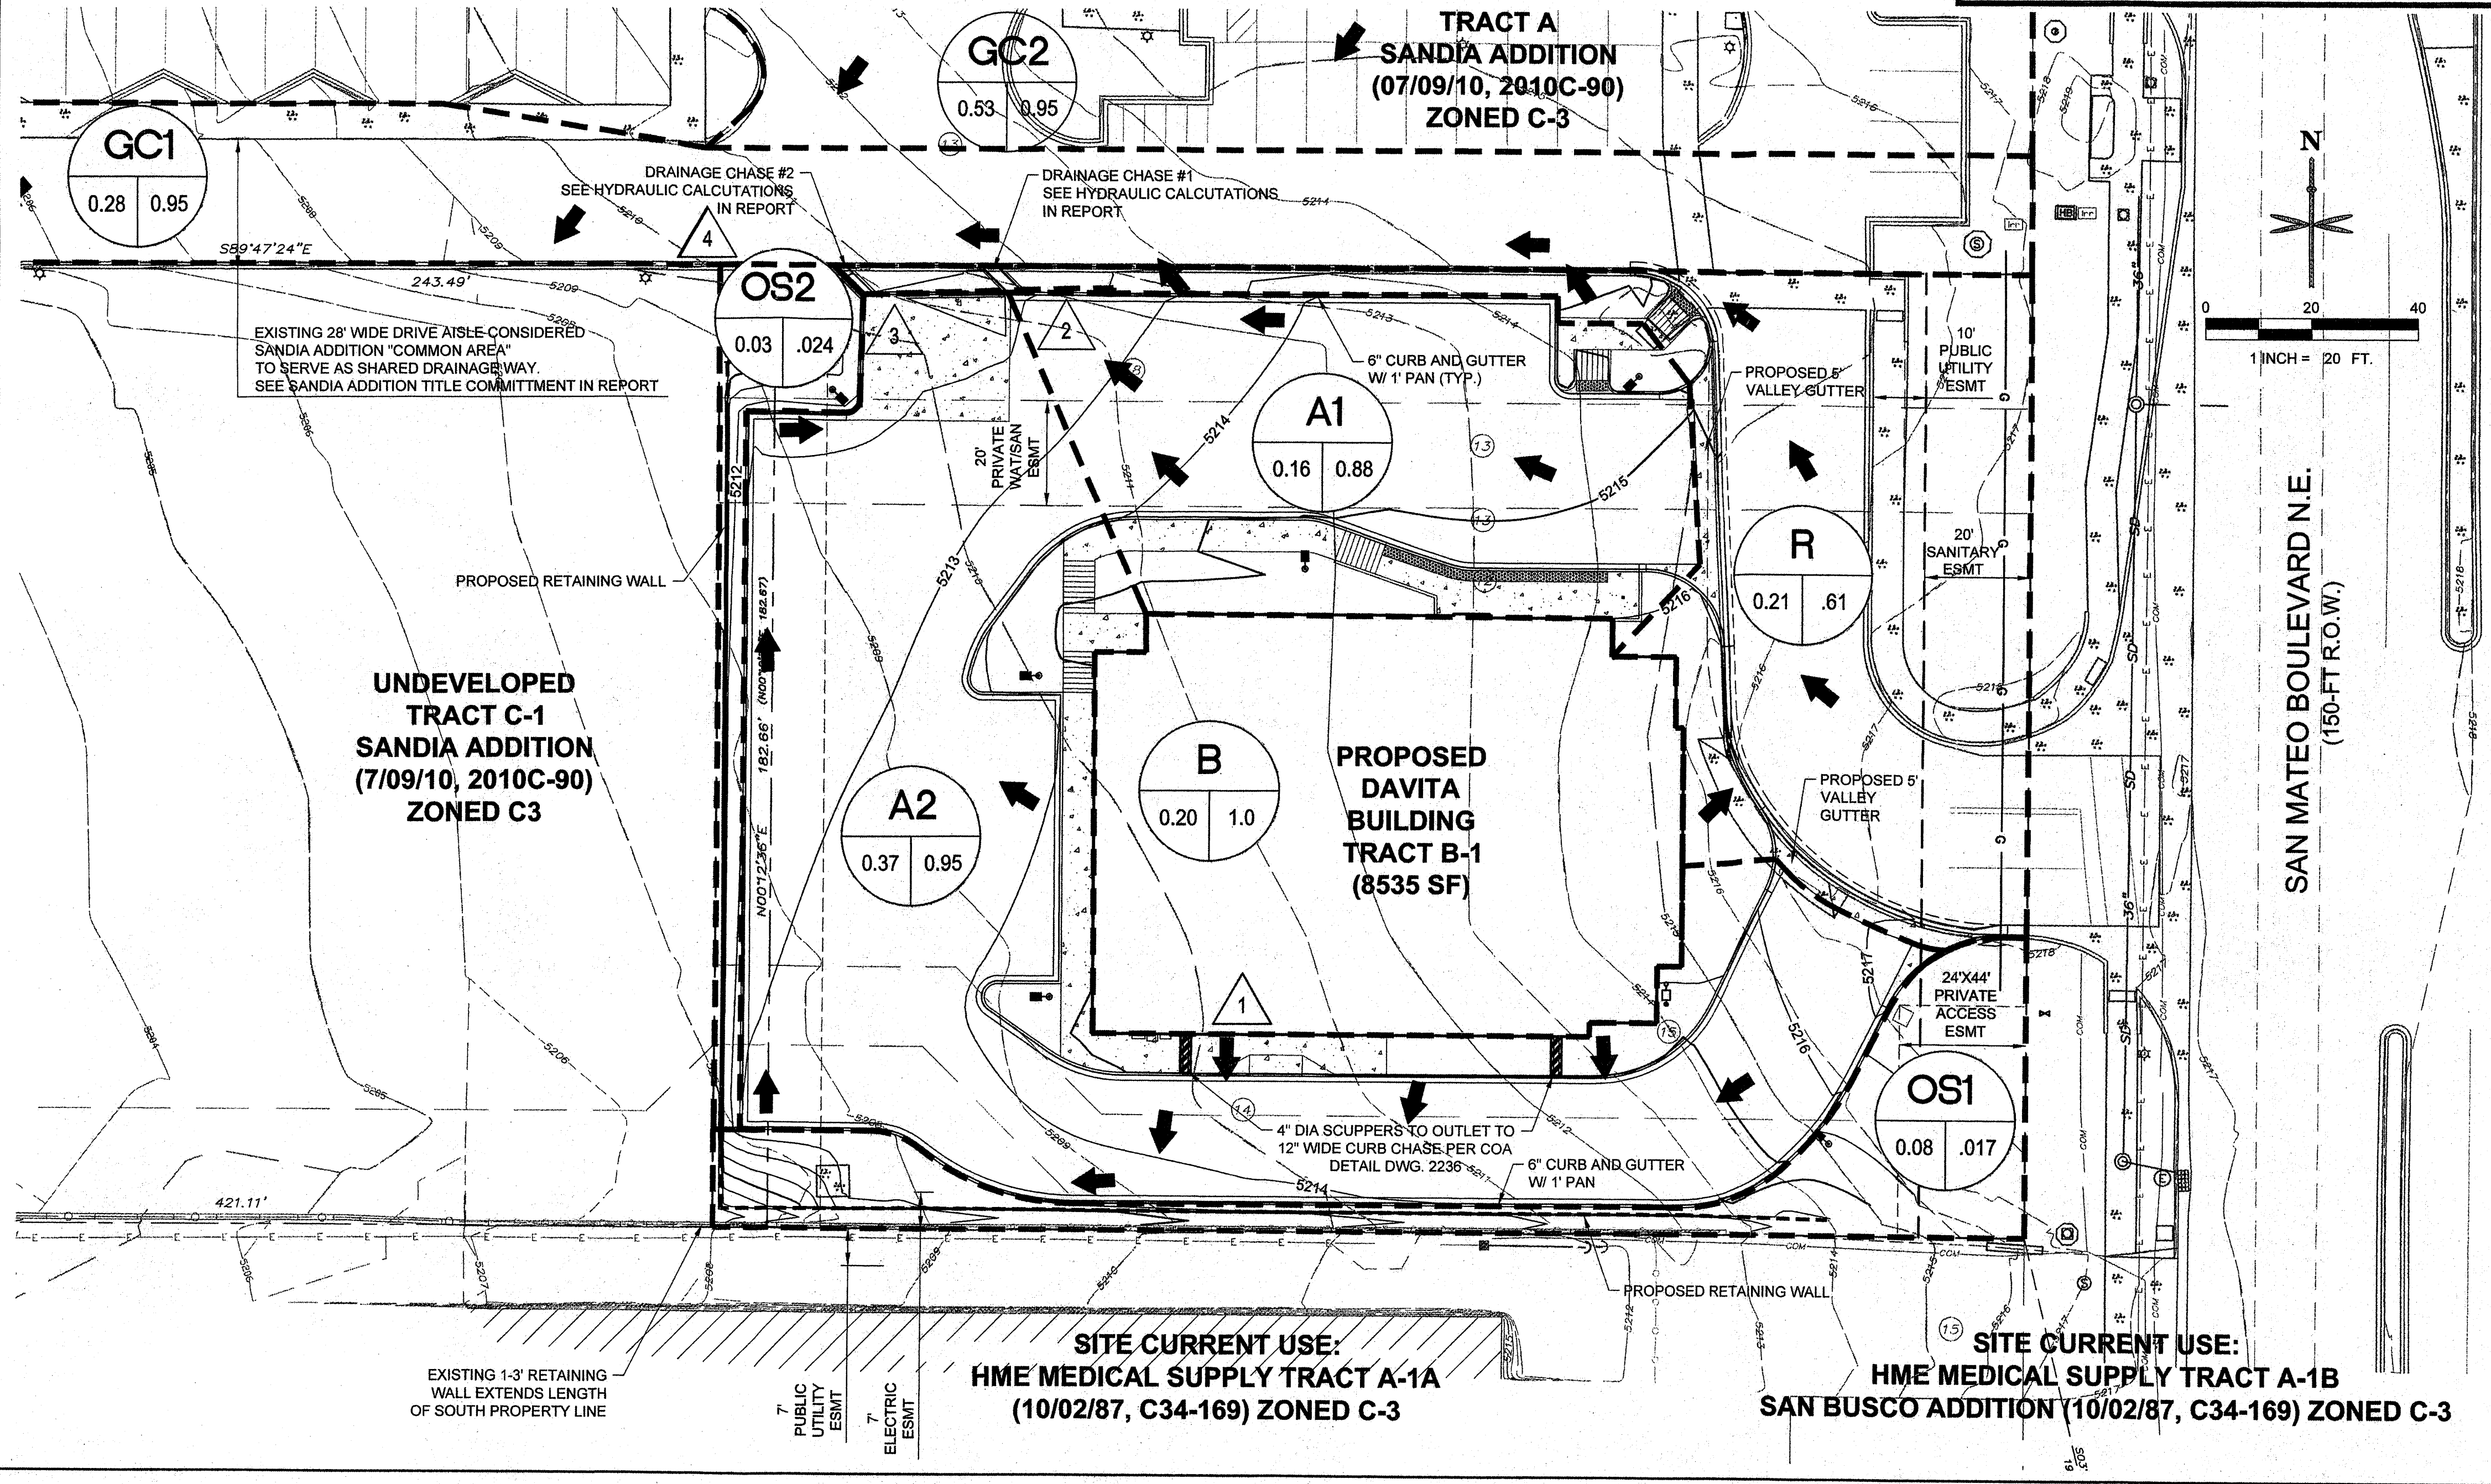 TRACT A
SANDIA ADDITION
(07/09/10, 2010C-90)
ZONED C-3
GC2
0.53 0.95
GC1
0.28 0.95
DRAINAGE CHASE #2
SEE HYDRAULIC CALCUTATIONS
IN REPORT
DRAINAGE CHASE #1
SEE HYDRAULIC CALCUTATIONS
IN REPORT
S89°47'24"E
243.49'
4
OS2
0.03 .024
3
2
EXISTING 28' WIDE DRIVE AISLE CONSIDERED
SANDIA ADDITION "COMMON AREA"
TO SERVE AS SHARED DRAINAGE WAY.
SEE SANDIA ADDITION TITLE COMMITTMENT IN REPORT
6" CURB AND GUTTER
W/ 1' PAN (TYP.)
A1
0.16 0.88
PROPOSED 5'
VALLEY GUTTER
10'
PUBLIC
UTILITY
ESMT
N
0 20 40
1 INCH = 20 FT.
20'
PRIVATE
WAT/SAN
ESMT
5212
5213
5214
5215
5216
PROPOSED RETAINING WALL
R
0.21 .61
20'
SANITARY
ESMT
SAN MATEO BOULEVARD N.E.
(150-FT R.O.W.)
UNDEVELOPED
TRACT C-1
SANDIA ADDITION
(7/09/10, 2010C-90)
ZONED C3
182.66'
N00°12'36"E
A2
0.37 0.95
B
0.20 1.0
PROPOSED
DAVITA
BUILDING
TRACT B-1
(8535 SF)
PROPOSED 5'
VALLEY
GUTTER
1
5217
5216
24'X44'
PRIVATE
ACCESS
ESMT
OS1
0.08 .017
14
4" DIA SCUPPERS TO OUTLET TO
12" WIDE CURB CHASE PER COA
DETAIL DWG. 2236
6" CURB AND GUTTER
W/ 1' PAN
5214
421.11'
PROPOSED RETAINING WALL
EXISTING 1-3' RETAINING
WALL EXTENDS LENGTH
OF SOUTH PROPERTY LINE
7'
PUBLIC
UTILITY
ESMT
7'
ELECTRIC
ESMT
SITE CURRENT USE:
HME MEDICAL SUPPLY TRACT A-1A
(10/02/87, C34-169) ZONED C-3
15
SITE CURRENT USE:
HME MEDICAL SUPPLY TRACT A-1B
SAN BUSCO ADDITION (10/02/87, C34-169) ZONED C-3